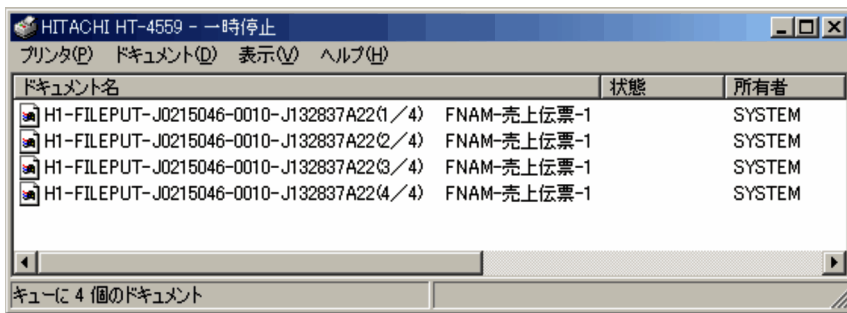 HITACHI HT-4559 - 一時停止
プリンタ(P) ドキュメント(D) 表示(V) ヘルプ(H)
ドキュメント名 状態 所有者
H1-FILEPUT-J0215046-0010-J132837A22(1／4) FNAM-売上伝票-1 SYSTEM
H1-FILEPUT-J0215046-0010-J132837A22(2／4) FNAM-売上伝票-1 SYSTEM
H1-FILEPUT-J0215046-0010-J132837A22(3／4) FNAM-売上伝票-1 SYSTEM
H1-FILEPUT-J0215046-0010-J132837A22(4／4) FNAM-売上伝票-1 SYSTEM
キューに 4 個のドキュメント